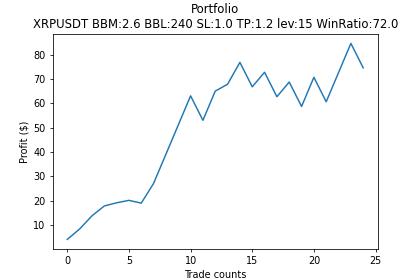 Portfolio
XRPUSDT BBM:2.6 BBL:240 SL:1.0 TP:1.2 lev:15 WinRatio:72.0
80
70
60
50
40
30
20
10
Profit ($)
0 5 10 15 20 25
Trade counts